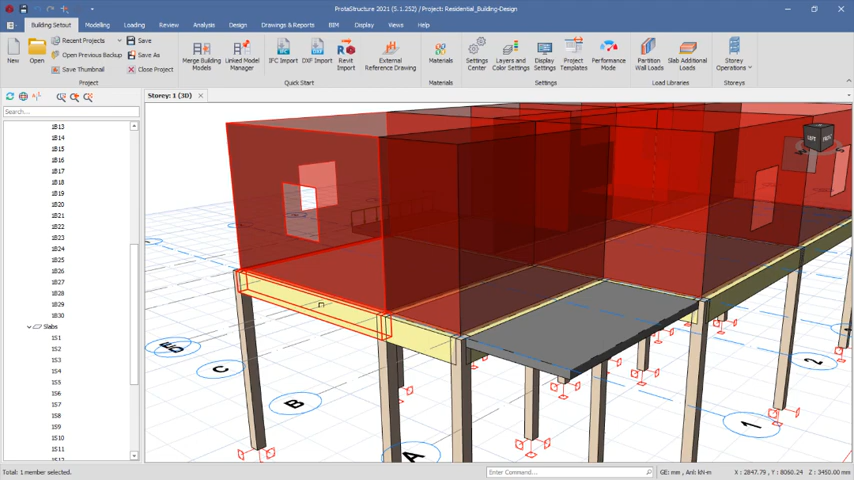 ProtaStructure 2021 (5.1.252) / Project: Residential_Building-Design
Building Setout Modelling Loading Review Analysis Design Drawings & Reports BIM Display Views Help
New Open Recent Projects Open Previous Backup Save Thumbnail Save Save As Close Project
Merge Building Models Linked Model Manager IFC Import DXF Import Revit Import External Reference Drawing Materials Settings Center Layers and Color Settings Display Settings Project Templates Performance Mode Partition Wall Loads Slab Additional Loads Storey Operations
Project Quick Start Materials Settings Load Libraries Storeys
Storey: 1 (3D)
Search...
1B13
1B14
1B15
1B16
1B17
1B18
1B19
1B20
1B21
1B22
1B23
1B24
1B25
1B26
1B27
1B28
1B29
1B30
Slabs
1S1
1S2
1S3
1S4
1S5
1S6
1S7
1S8
1S9
1S10
1S11
1S12
LEFT FRONT
C
B
A
1
2
Total: 1 member selected.
Enter Command...
GE: mm, Anl: kN-m
X : 2847.79 Y : 8060.24 Z : 3450.00 mm